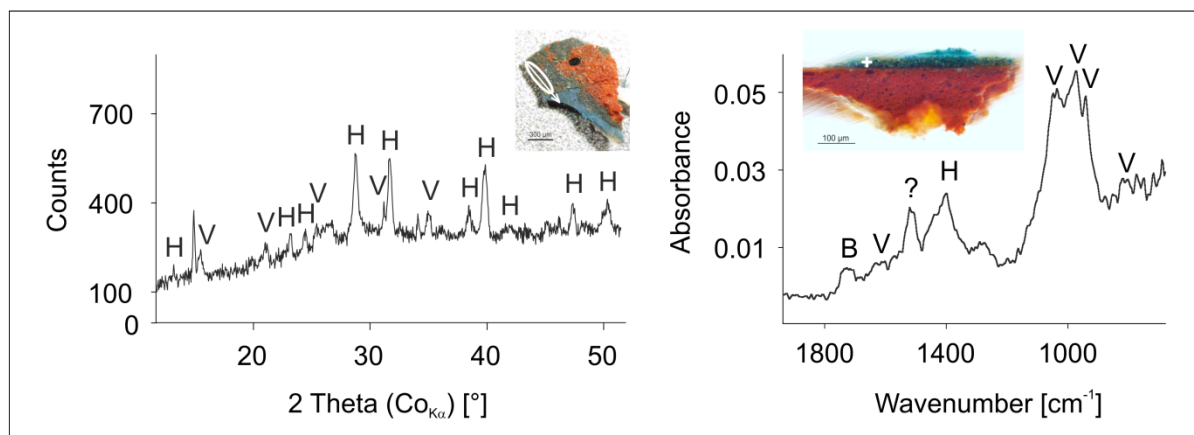 Counts
700
400
100
0
H
V
V
H
H
V
H
V
H
V
H
H
H
H
H
20
30
40
50
2 Theta (Co Kα) [°]
300 µm
Absorbance
0.05
0.03
0.01
B
V
?
H
V
V
V
V
100 µm
1800
1400
1000
Wavenumber [cm-1]